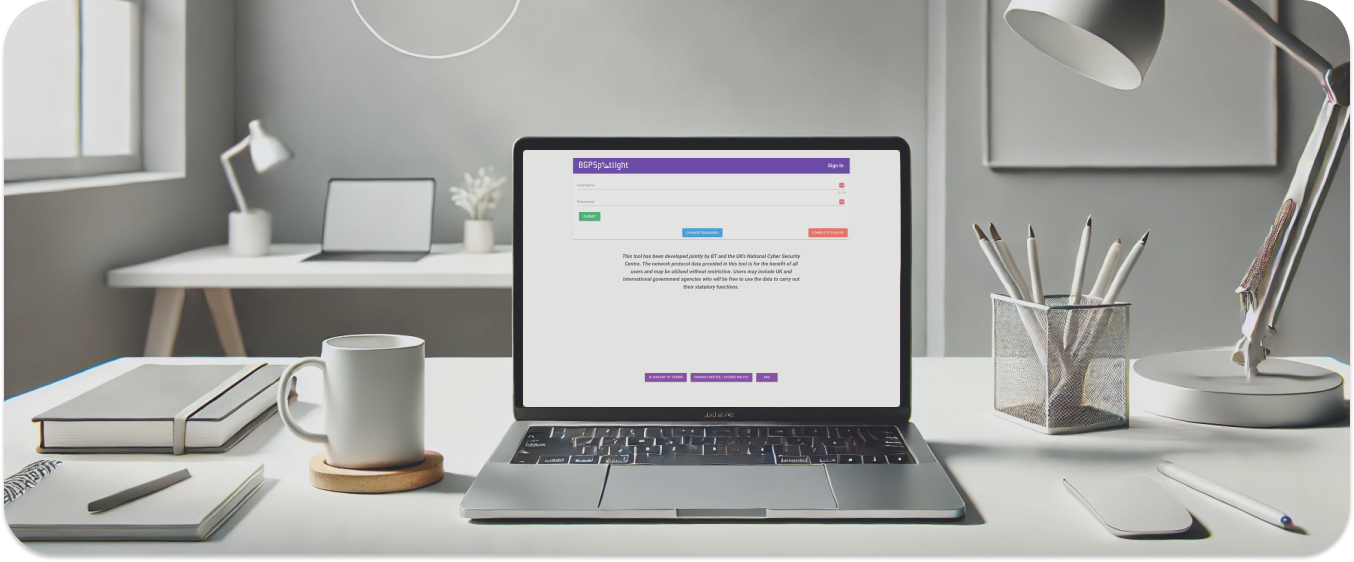 BGPSpotlight
Sign In
Username
Password
SUBMIT
CHANGE PASSWORD
COMPLETE SIGN UP
This tool has been developed jointly by BT and the UK's National Cyber Security
Centre. The network protocol data provided in this tool is for the benefit of all
users and may be utilised without restriction. Users may include UK and
international government agencies who will be free to use the data to carry out
their statutory functions.
GLOSSARY OF TERMS
PRIVACY NOTICE / COOKIE POLICY
FAQ